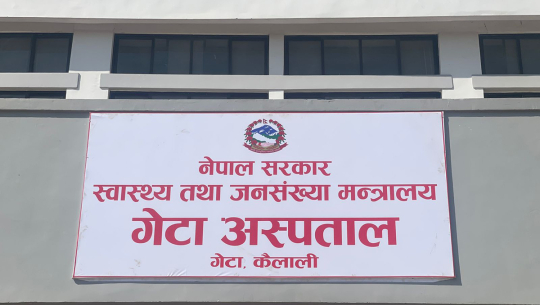 नेपाल सरकार
स्वास्थ्य तथा जनसंख्या मन्त्रालय
गेटा अस्पताल
गेटा, कैलाली